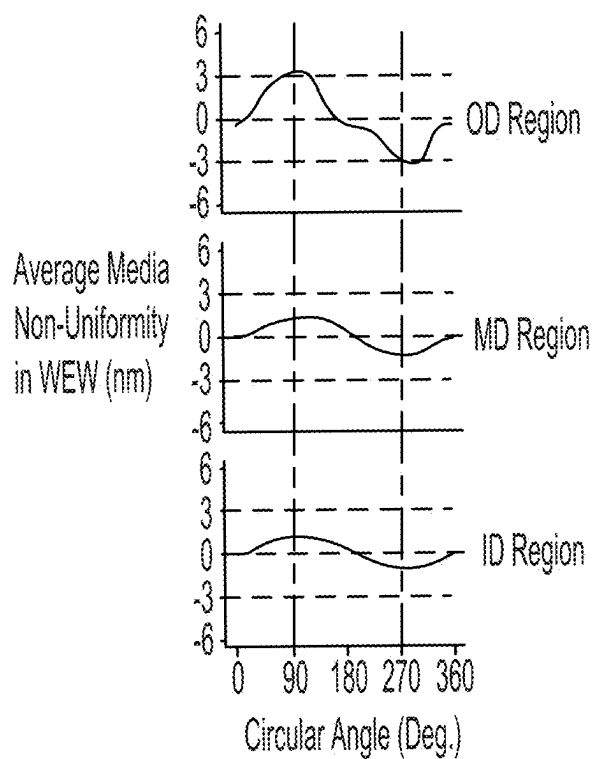 6
3
0
-3
-6
OD Region
6
3
0
-3
-6
MD Region
Average Media
Non-Uniformity
in WEW (nm)
6
3
0
-3
-6
ID Region
0 90 180 270 360
Circular Angle (Deg.)